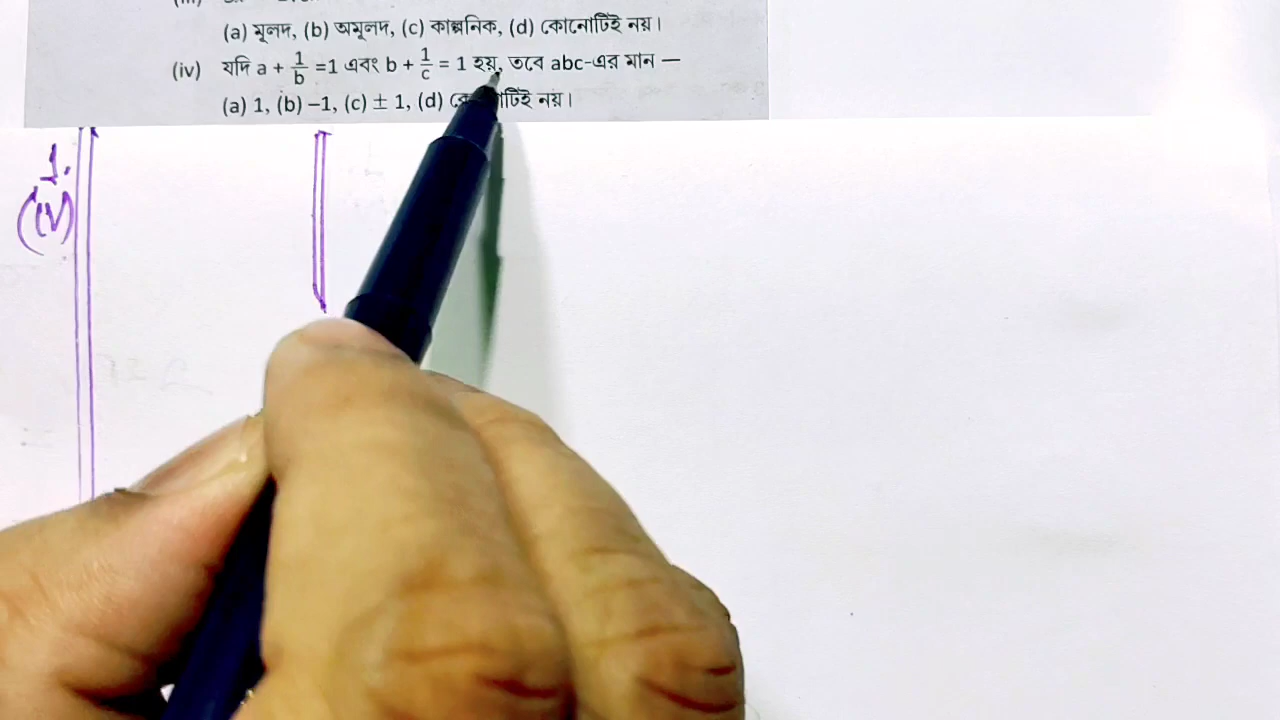 (a) মূলদ, (b) অমূলদ, (c) কাল্পনিক, (d) কোনোটিই নয়।
(iv) যদি a + 1/b =1 এবং b + 1/c = 1 হয়, তবে abc-এর মান —
(a) 1, (b) –1, (c) ± 1, (d) নয়।
1.
(iv)